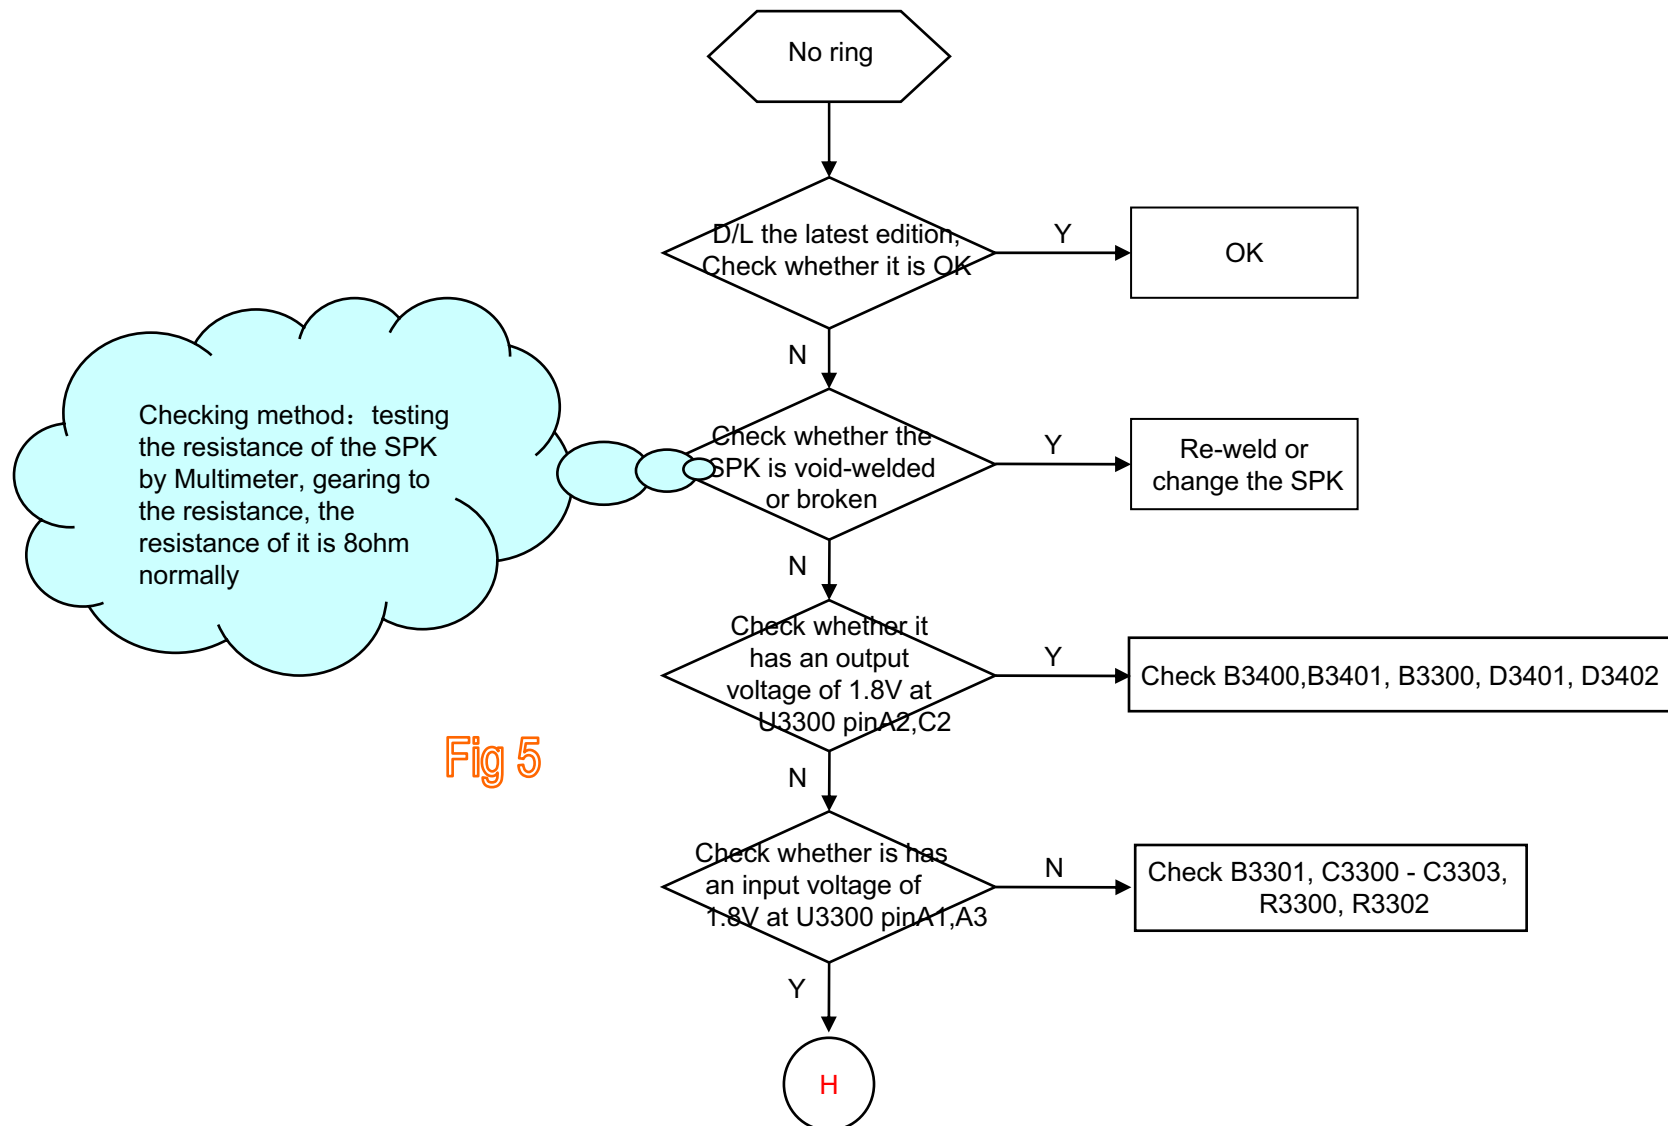 No ring
D/L the latest edition,
Check whether it is OK
Y
OK
N
Checking method：testing
the resistance of the SPK
by Multimeter, gearing to
the resistance, the
resistance of it is 8ohm
normally
Check whether the
SPK is void-welded
or broken
Y
Re-weld or
change the SPK
N
Check whether it
has an output
voltage of 1.8V at
U3300 pinA2,C2
Y
Check B3400,B3401, B3300, D3401, D3402
Fig 5
N
Check whether is has
an input voltage of
1.8V at U3300 pinA1,A3
N
Check B3301, C3300 - C3303,
R3300, R3302
Y
H